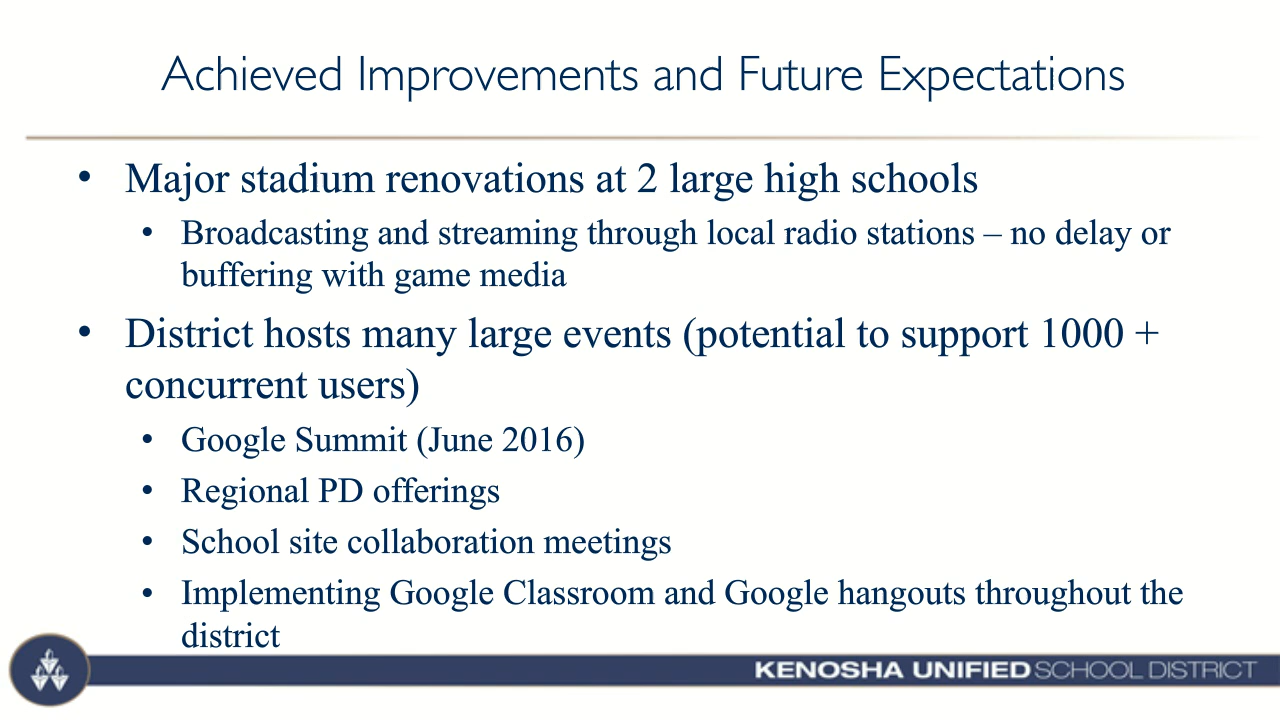 Achieved Improvements and Future Expectations
• Major stadium renovations at 2 large high schools
• Broadcasting and streaming through local radio stations – no delay or
buffering with game media
• District hosts many large events (potential to support 1000 +
concurrent users)
• Google Summit (June 2016)
• Regional PD offerings
• School site collaboration meetings
• Implementing Google Classroom and Google hangouts throughout the
district
KENOSHA UNIFIED SCHOOL DISTRICT